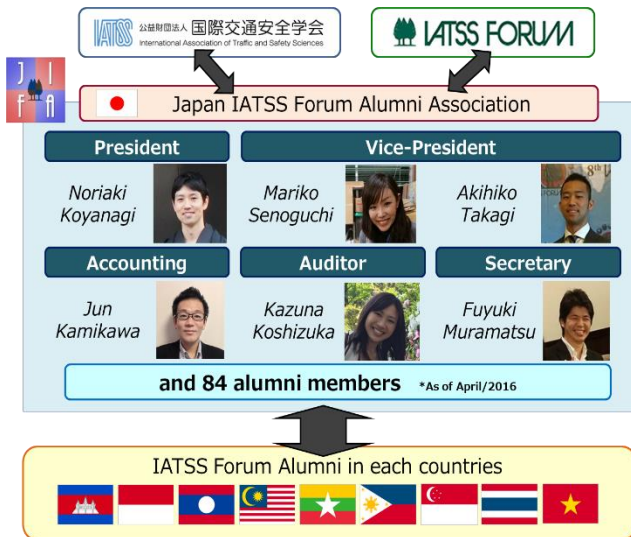 IATSS 公益財団法人 国際交通安全学会
International Association of Traffic and Safety Sciences
IATSS FORUM
J I
F A
Japan IATSS Forum Alumni Association
President
Vice-President
Noriaki
Koyanagi
Mariko
Senoguchi
Akihiko
Takagi
Accounting
Auditor
Secretary
Jun
Kamikawa
Kazuna
Koshizuka
Fuyuki
Muramatsu
and 84 alumni members *As of April/2016
IATSS Forum Alumni in each countries